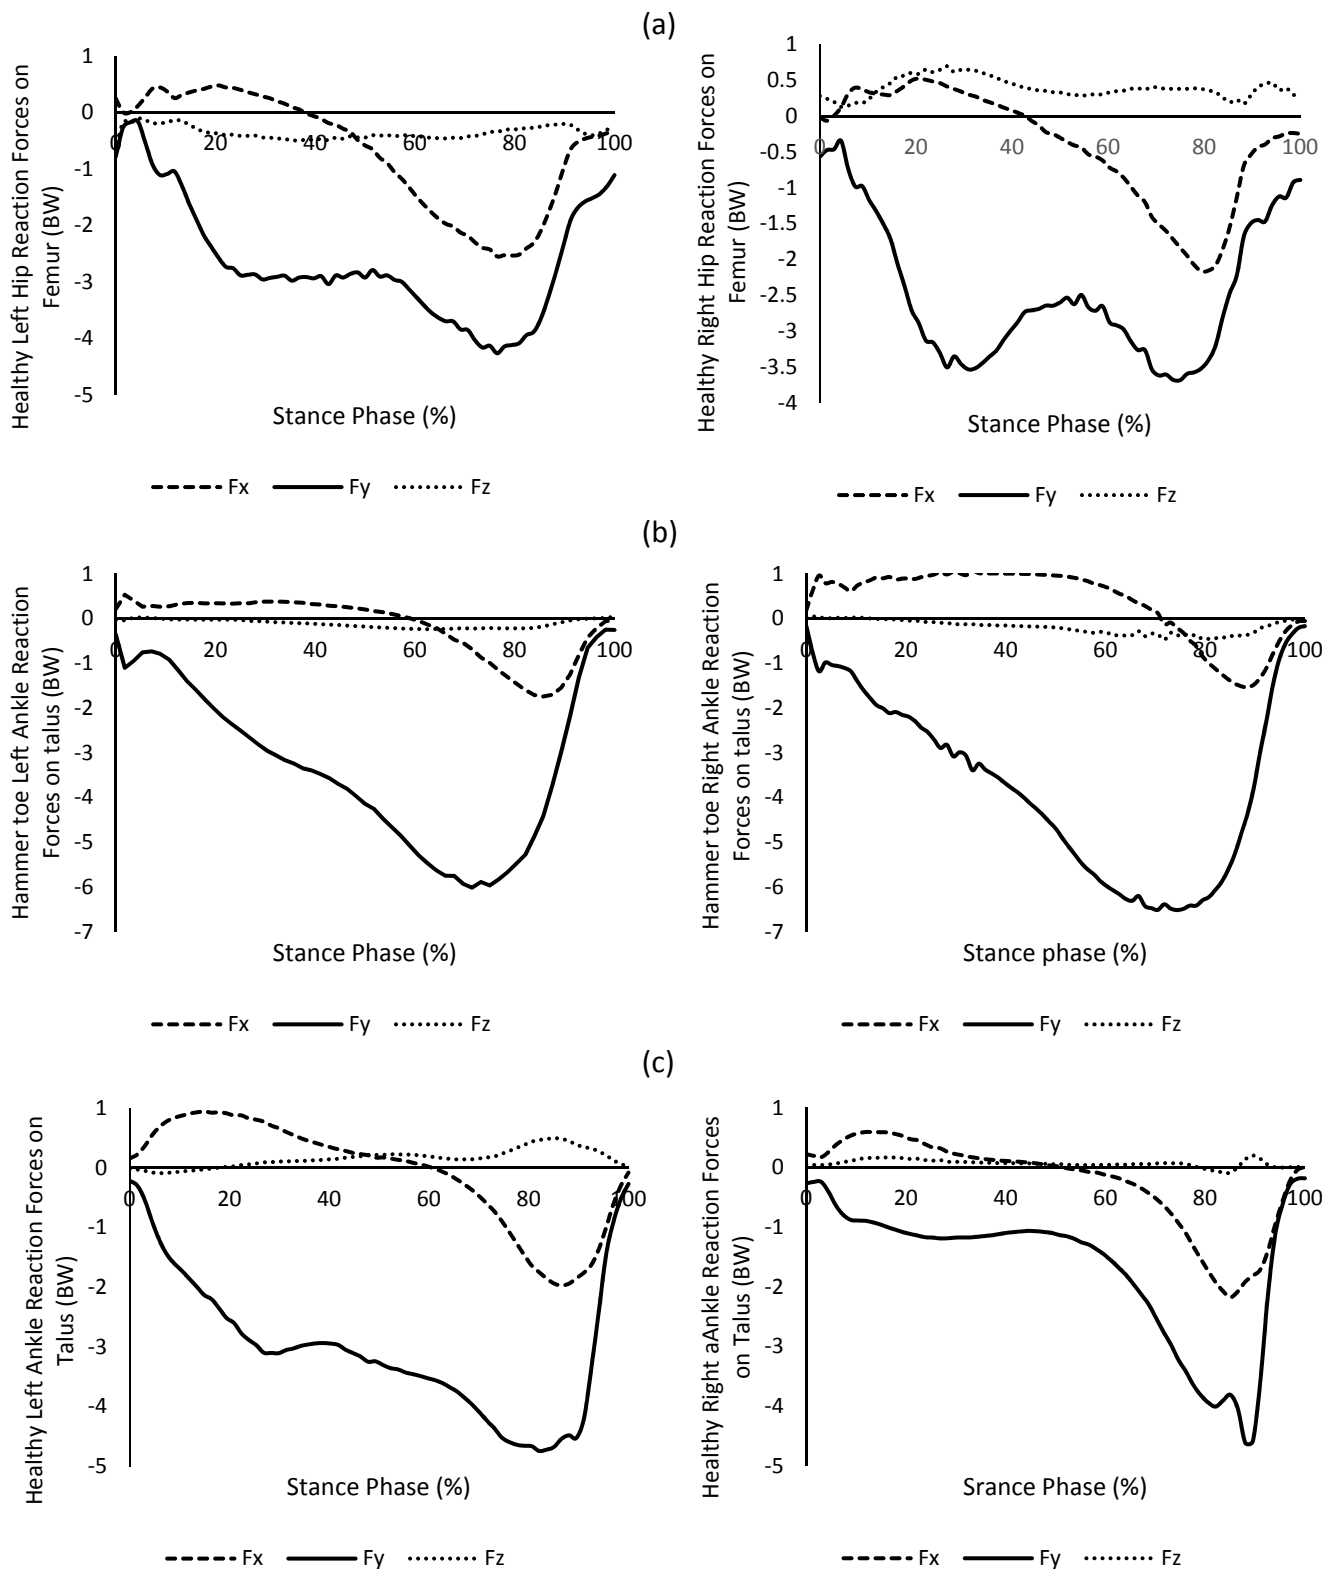 (a)
Healthy Left Hip Reaction Forces on
Femur (BW)
1
0
-1
-2
-3
-4
-5
0 20 40 60 80 100
Stance Phase (%)
Fx Fy Fz
Healthy Right Hip Reaction Forces on
Femur (BW)
1
0.5
0
-0.5
-1
-1.5
-2
-2.5
-3
-3.5
-4
0 20 40 60 80 100
Stance Phase (%)
Fx Fy Fz
(b)
Hammer toe Left Ankle Reaction
Forces on talus (BW)
1
0
-1
-2
-3
-4
-5
-6
-7
0 20 40 60 80 100
Stance Phase (%)
Fx Fy Fz
Hammer toe Right Ankle Reaction
Forces on talus (BW)
1
0
-1
-2
-3
-4
-5
-6
-7
0 20 40 60 80 100
Stance phase (%)
Fx Fy Fz
(c)
Healthy Left Ankle Reaction Forces on
Talus (BW)
1
0
-1
-2
-3
-4
-5
0 20 40 60 80 100
Stance Phase (%)
Fx Fy Fz
Healthy Right aAnkle Reaction Forces
on Talus (BW)
1
0
-1
-2
-3
-4
-5
0 20 40 60 80 100
Srance Phase (%)
Fx Fy Fz